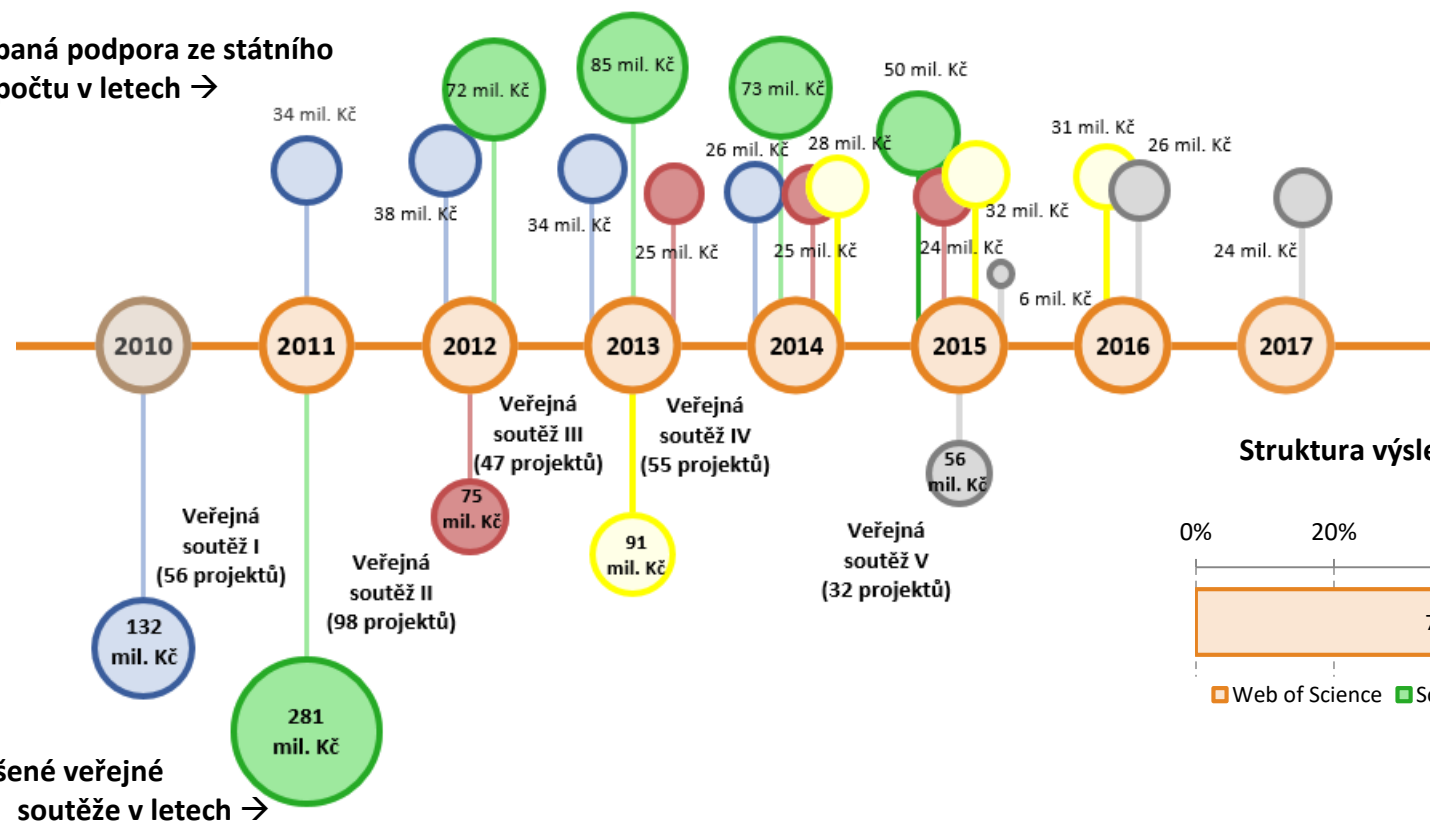 paná podpora ze státního
počtu v letech →
34 mil. Kč
38 mil. Kč
72 mil. Kč
34 mil. Kč
85 mil. Kč
25 mil. Kč
26 mil. Kč
73 mil. Kč
25 mil. Kč
28 mil. Kč
50 mil. Kč
24 mil. Kč
32 mil. Kč
6 mil. Kč
31 mil. Kč
26 mil. Kč
24 mil. Kč
2010
2011
2012
2013
2014
2015
2016
2017
Veřejná
soutěž I
(56 projektů)
132
mil. Kč
Veřejná
soutěž II
(98 projektů)
281
mil. Kč
Veřejná
soutěž III
(47 projektů)
75
mil. Kč
Veřejná
soutěž IV
(55 projektů)
91
mil. Kč
Veřejná
soutěž V
(32 projektů)
56
mil. Kč
šené veřejné
soutěže v letech →
Struktura výsle
0%
20%
7
Web of Science